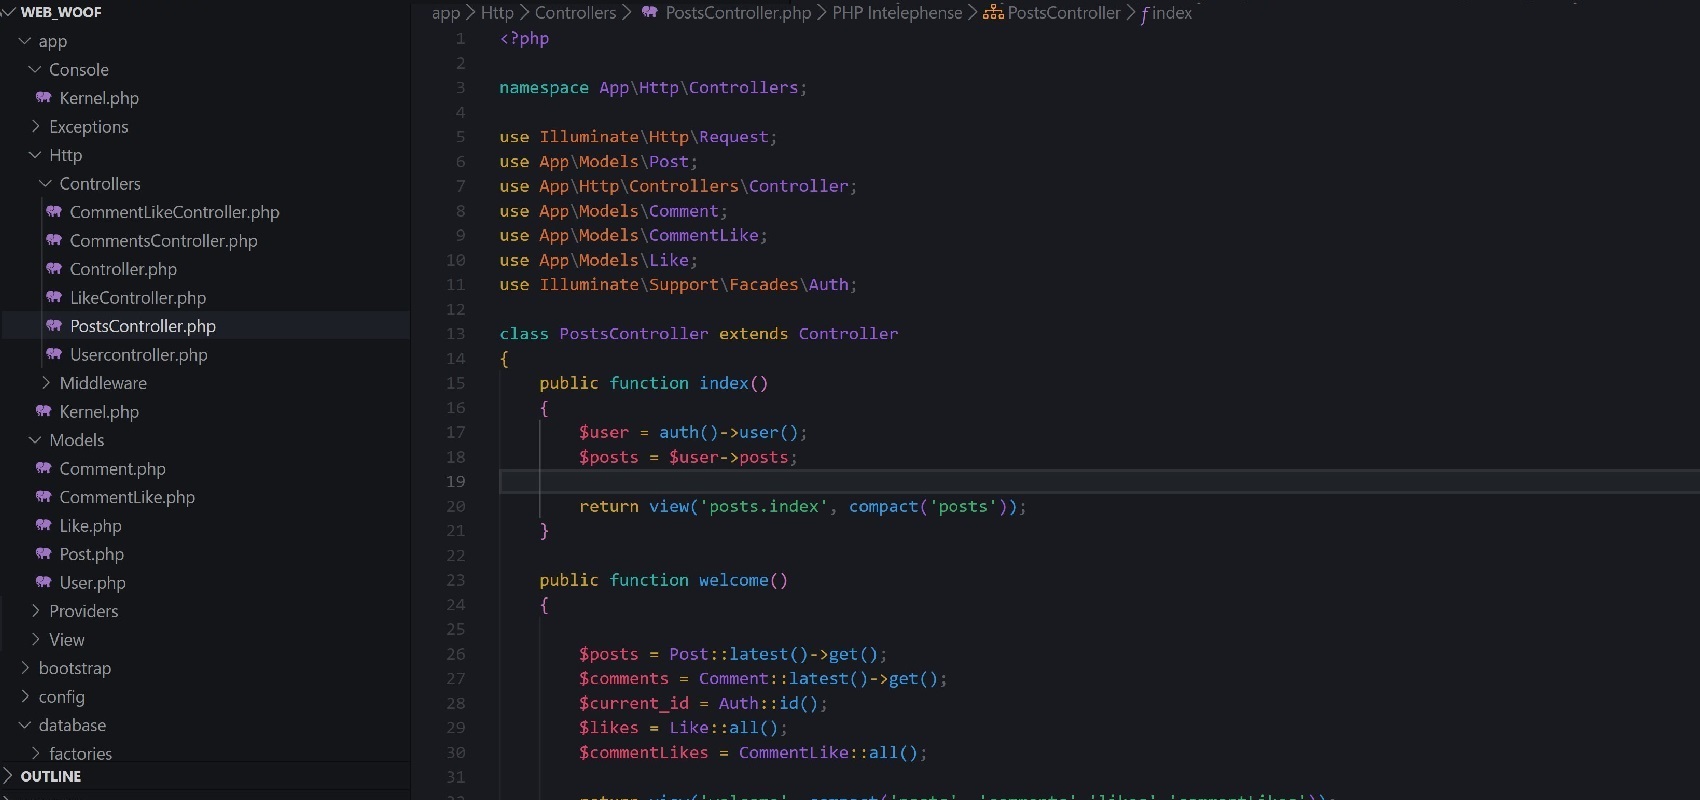 WEB_WOOF
app
Console
Kernel.php
Exceptions
Http
Controllers
CommentLikeController.php
CommentsController.php
Controller.php
LikeController.php
PostsController.php
Usercontroller.php
Middleware
Kernel.php
Models
Comment.php
CommentLike.php
Like.php
Post.php
User.php
Providers
View
bootstrap
config
database
factories
OUTLINE
app > Http > Controllers > PostsController.php > PHP Intelephense > PostsController > index
1 <?php
2
3 namespace App\Http\Controllers;
4
5 use Illuminate\Http\Request;
6 use App\Models\Post;
7 use App\Http\Controllers\Controller;
8 use App\Models\Comment;
9 use App\Models\CommentLike;
10 use App\Models\Like;
11 use Illuminate\Support\Facades\Auth;
12
13 class PostsController extends Controller
14 {
15     public function index()
16     {
17         $user = auth()->user();
18         $posts = $user->posts;
19
20         return view('posts.index', compact('posts'));
21     }
22
23     public function welcome()
24     {
25
26         $posts = Post::latest()->get();
27         $comments = Comment::latest()->get();
28         $current_id = Auth::id();
29         $likes = Like::all();
30         $commentLikes = CommentLike::all();
31